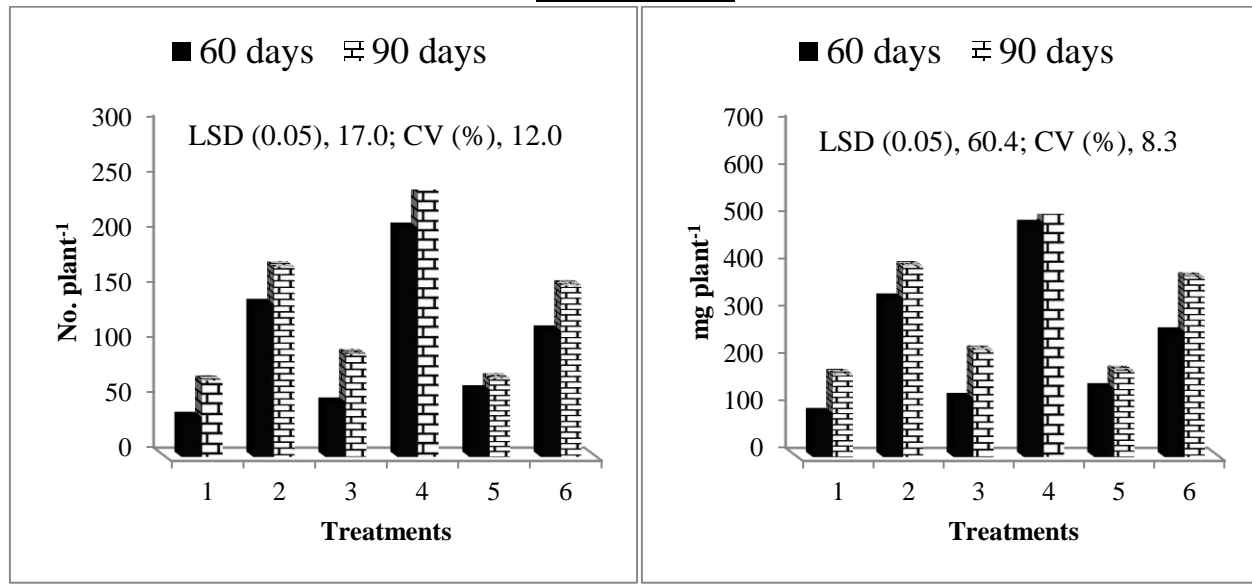 60 days 90 days
LSD (0.05), 17.0; CV (%), 12.0
300
250
200
150
100
50
0
No. plant-1
1 2 3 4 5 6
Treatments
60 days 90 days
LSD (0.05), 60.4; CV (%), 8.3
700
600
500
400
300
200
100
0
mg plant-1
1 2 3 4 5 6
Treatments